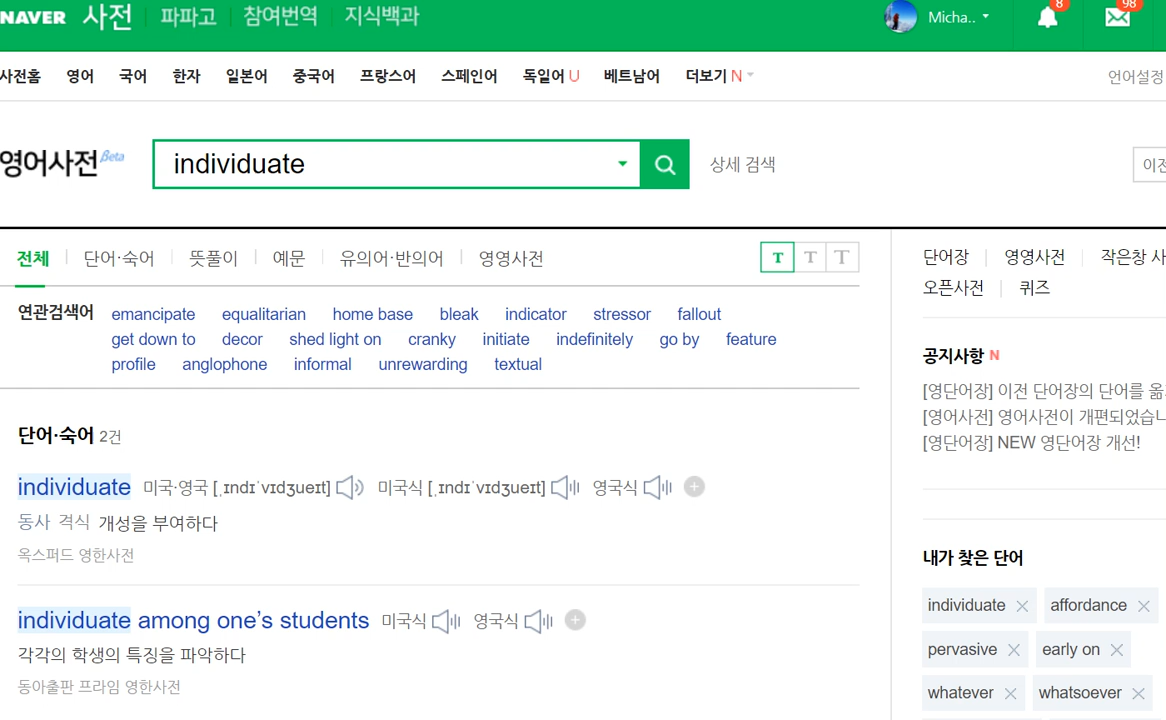 NAVER 사전 파파고 참여번역 지식백과 Micha.. 8 98
사전홈 영어 국어 한자 일본어 중국어 프랑스어 스페인어 독일어 U 베트남어 더보기 N 언어설정
영어사전 Beta individuate 상세 검색 이전
전체 단어·숙어 뜻풀이 예문 유의어·반의어 영영사전 T T T
연관검색어 emancipate equalitarian home base bleak indicator stressor fallout
get down to decor shed light on cranky initiate indefinitely go by feature
profile anglophone informal unrewarding textual
단어·숙어 2건
individuate 미국·영국 [ˌɪndɪˈvɪdʒueɪt] 미국식 [ˌɪndɪˈvɪdʒueɪt] 영국식
동사 격식 개성을 부여하다
옥스퍼드 영한사전
individuate among one’s students 미국식 영국식
각각의 학생의 특징을 파악하다
동아출판 프라임 영한사전
단어장 영영사전 작은창 사
오픈사전 퀴즈
공지사항 N
[영단어장] 이전 단어장의 단어를
[영어사전] 영어사전이 개편되었습니
[영단어장] NEW 영단어장 개선!
내가 찾은 단어
individuate affordance
pervasive early on
whatever whatsoever